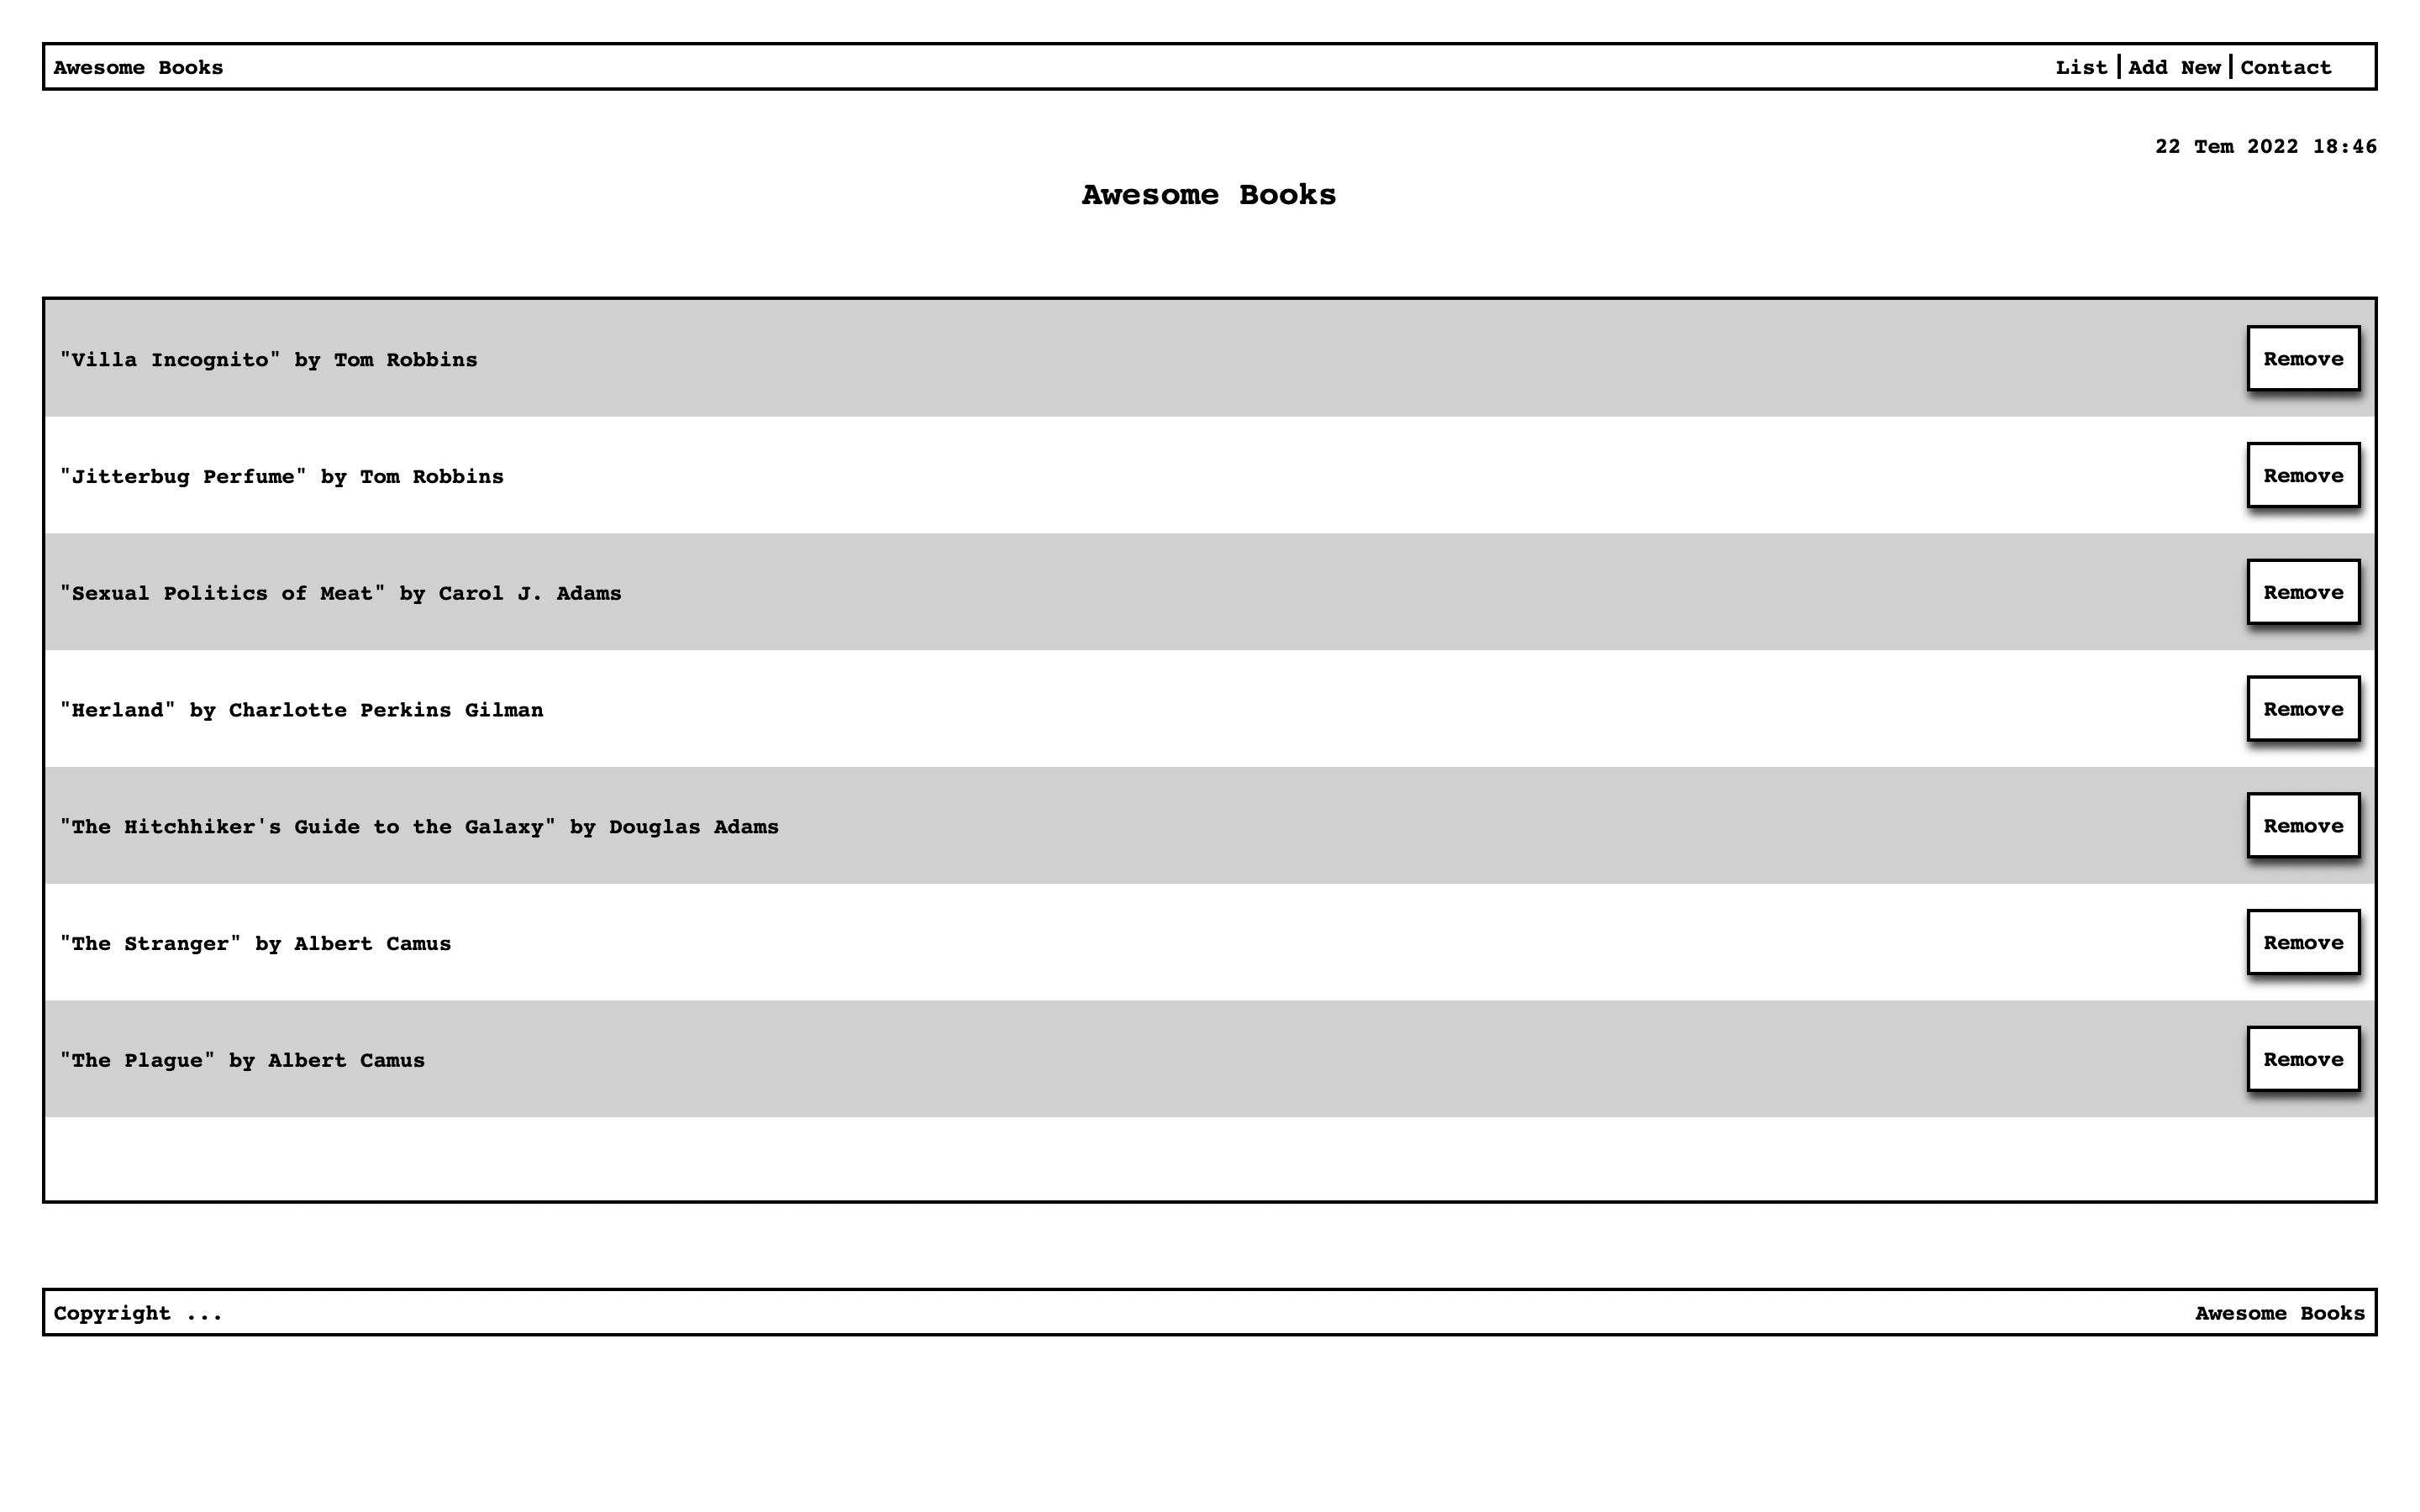 Awesome Books List Add New Contact
22 Tem 2022 18:46
Awesome Books
"Villa Incognito" by Tom Robbins Remove
"Jitterbug Perfume" by Tom Robbins Remove
"Sexual Politics of Meat" by Carol J. Adams Remove
"Herland" by Charlotte Perkins Gilman Remove
"The Hitchhiker's Guide to the Galaxy" by Douglas Adams Remove
"The Stranger" by Albert Camus Remove
"The Plague" by Albert Camus Remove
Copyright ... Awesome Books